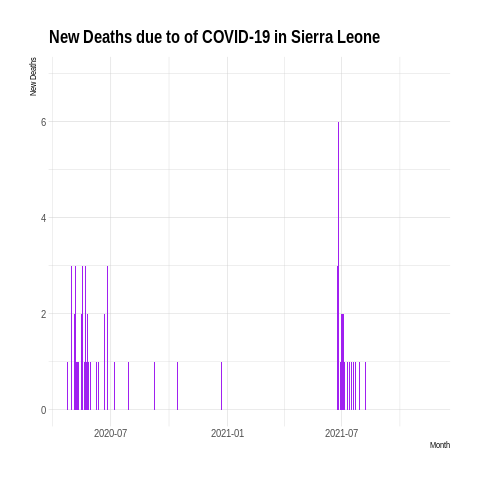 New Deaths due to of COVID-19 in Sierra Leone
New Deaths
6
4
2
0
2020-07 2021-01 2021-07
Month